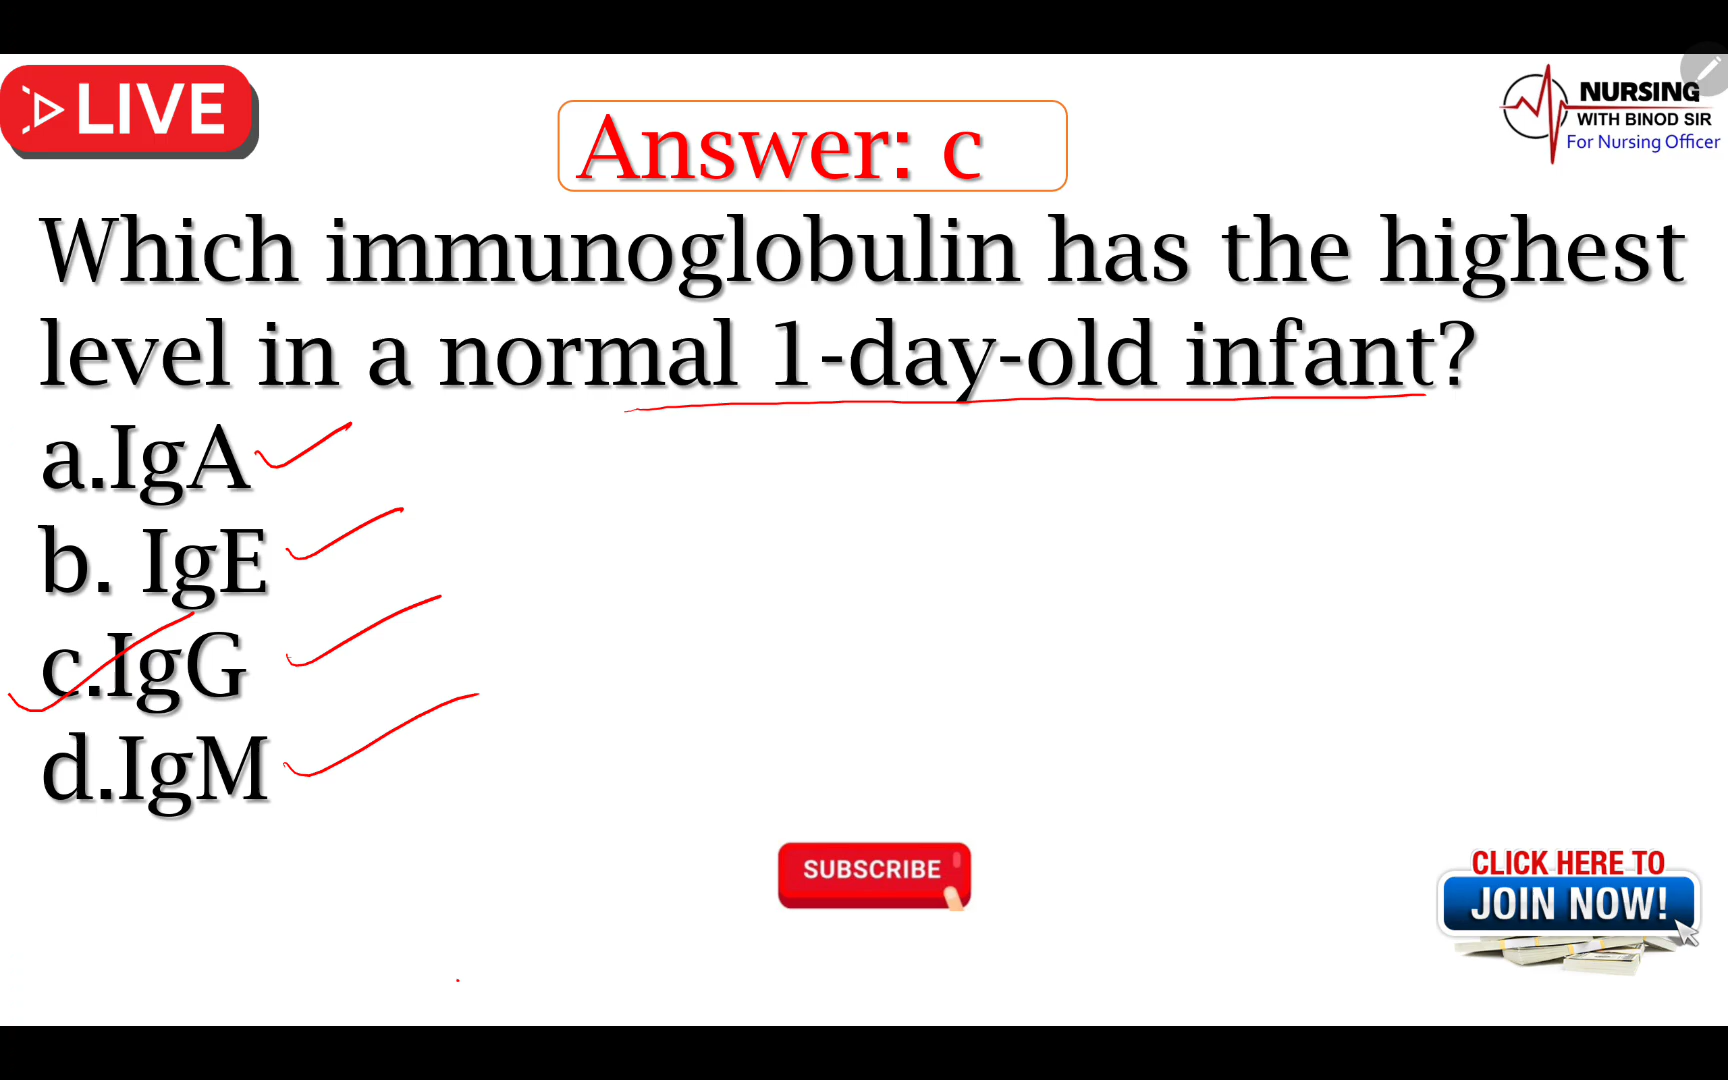 LIVE
Answer: c
NURSING
WITH BINOD SIR
For Nursing Officer
Which immunoglobulin has the highest
level in a normal 1-day-old infant?
a.IgA
b. IgE
c.IgG
d.IgM
SUBSCRIBE
CLICK HERE TO
JOIN NOW!